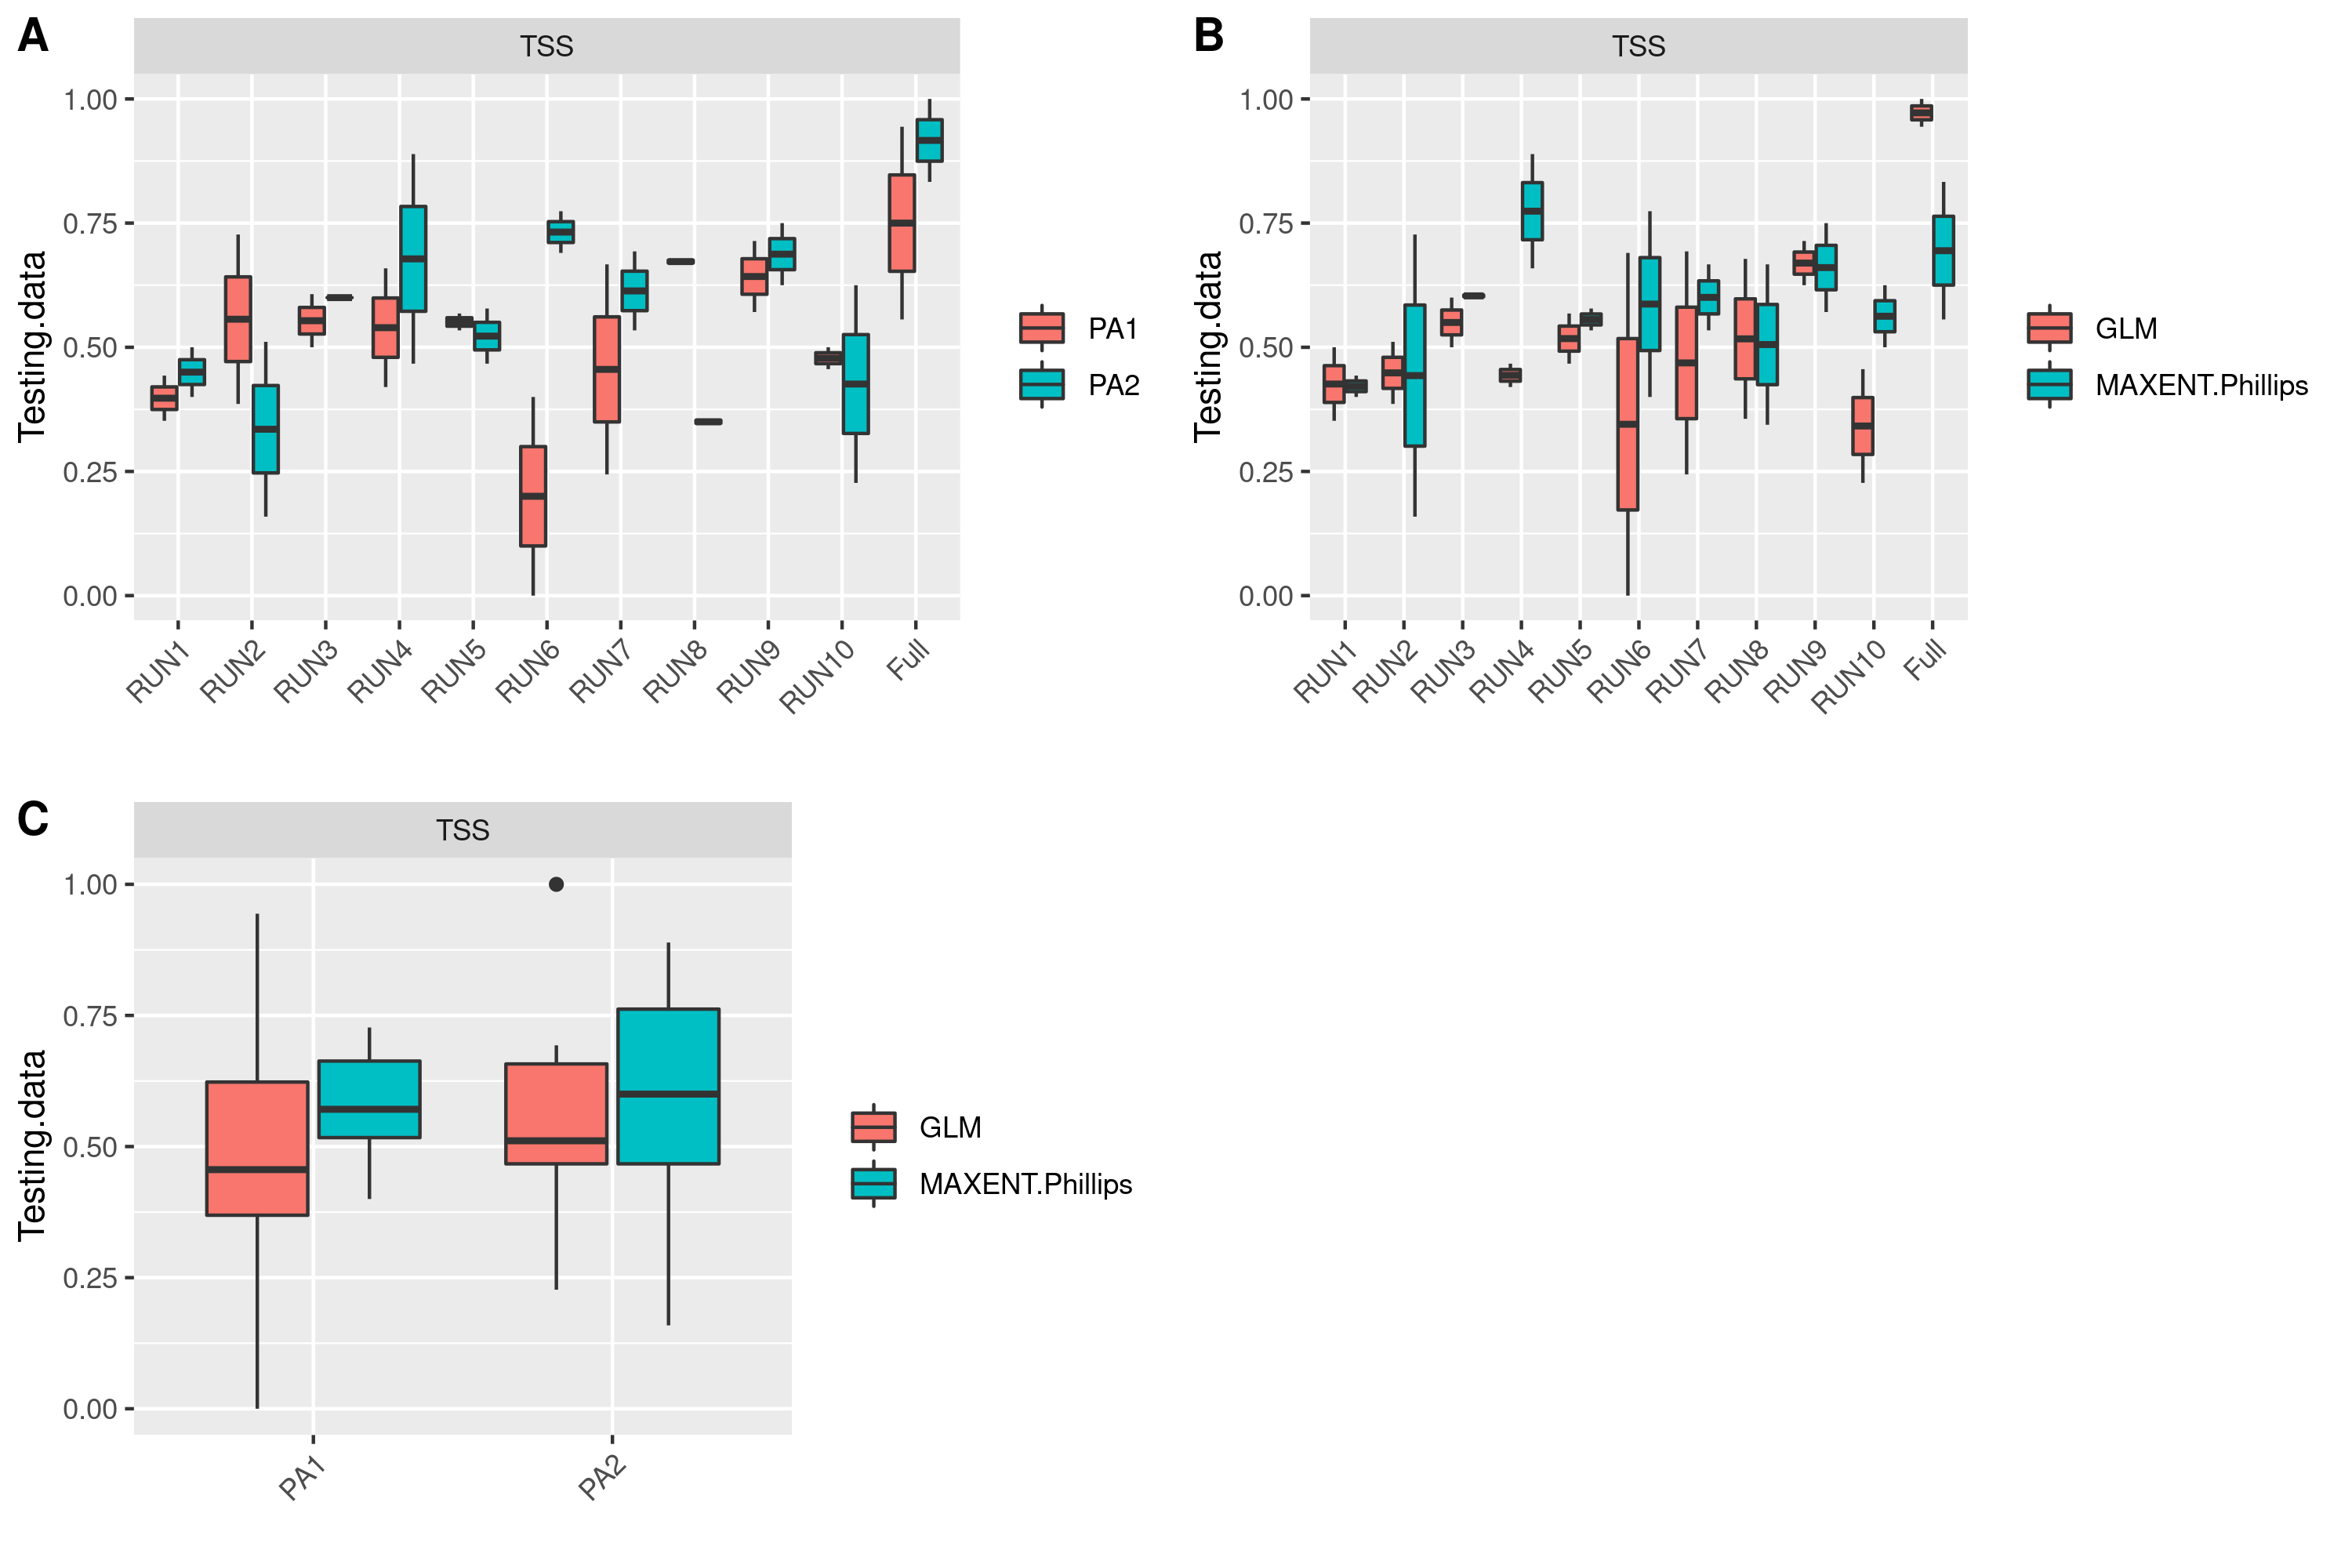 A
TSS
1.00
0.75
0.50
0.25
0.00
Testing.data
RUN1
RUN2
RUN3
RUN4
RUN5
RUN6
RUN7
RUN8
RUN9
RUN10
Full
PA1
PA2
B
TSS
1.00
0.75
0.50
0.25
0.00
Testing.data
RUN1
RUN2
RUN3
RUN4
RUN5
RUN6
RUN7
RUN8
RUN9
RUN10
Full
GLM
MAXENT.Phillips
C
TSS
1.00
0.75
0.50
0.25
0.00
Testing.data
PA1
PA2
GLM
MAXENT.Phillips